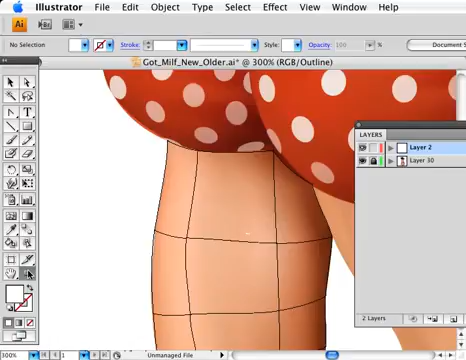 Illustrator File Edit Object Type Select Effect View Window Help
Ai Br
No Selection Stroke: Style: Opacity 100 % Document S
Got_Milf_New_Older.ai* @ 300% (RGB/Outline)
LAYERS
Layer 2
Layer 30
2 Layers
300% 1 Unmanaged File